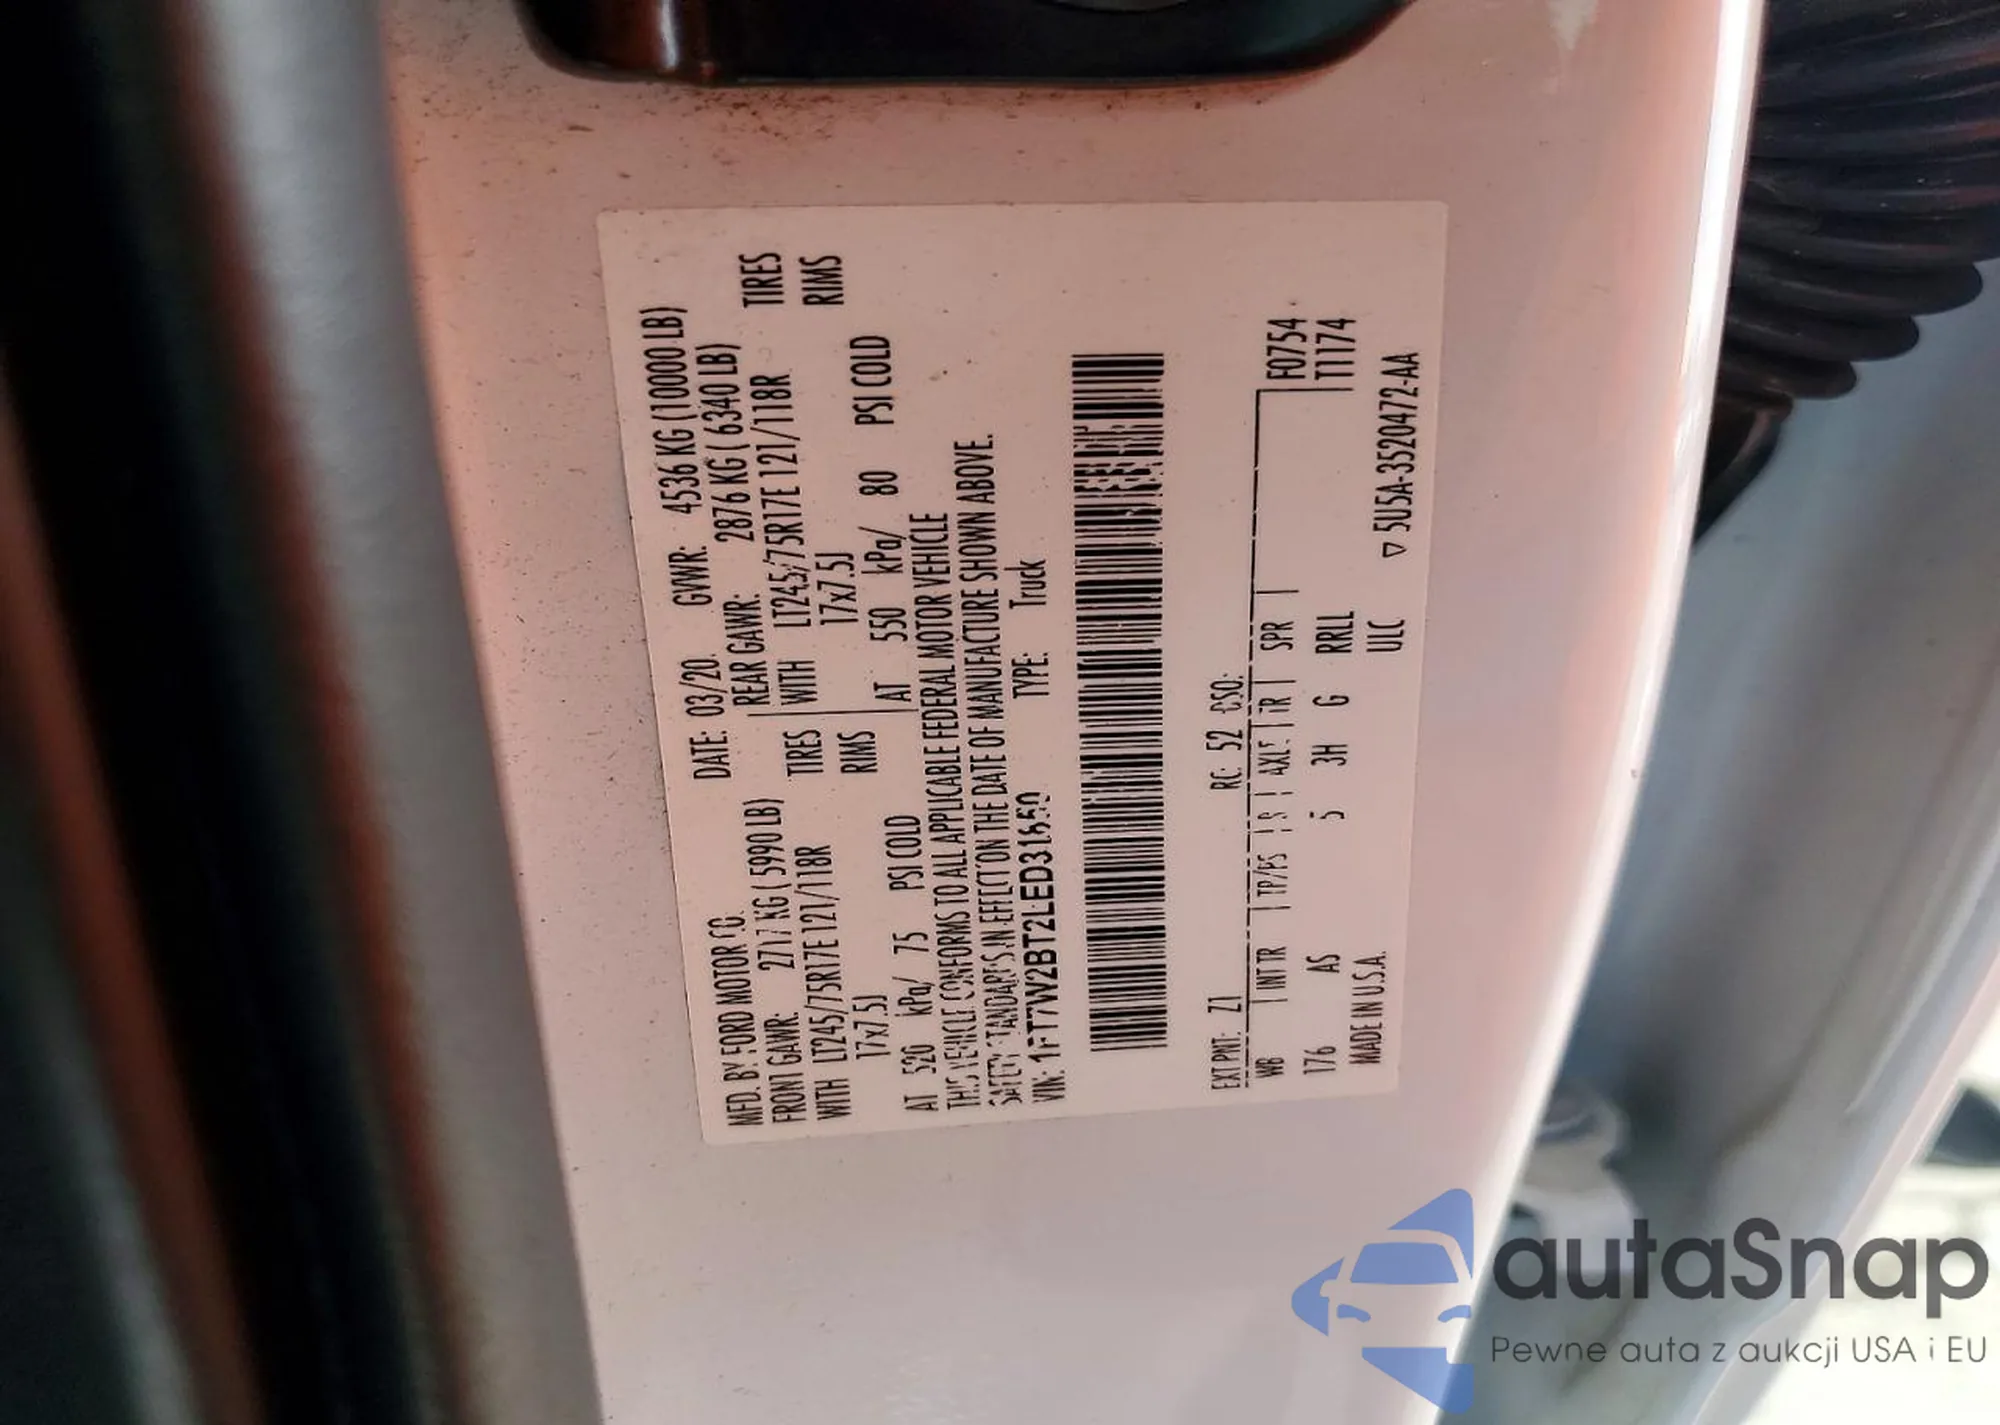 MFD. BY FORD MOTOR CO.
DATE: 03/20 GVWR: 4536 KG (10000 LB)
FRONT GAWR: 2717 KG ( 5990 LB) REAR GAWR: 2876 KG ( 6340 LB)
WITH LT245/75R17E 121/118R TIRES WITH LT245/75R17E 121/118R TIRES
17x7.5J RIMS 17x7.5J RIMS
AT 520 kPa/ 75 PSI COLD AT 550 kPa/ 80 PSI COLD
THIS VEHICLE CONFORMS TO ALL APPLICABLE FEDERAL MOTOR VEHICLE
SAFETY STANDARDS IN EFFECT ON THE DATE OF MANUFACTURE SHOWN ABOVE.
VIN: TYPE: Truck
EXT PNT: Z1 RC: 52 DSO:
WB INT TR TP/PS AXLE TR SPR F0754
176 AS 5 3H G RRLL T1174
MADE IN U.S.A. ULC
▽ 5U5A-3520472-AA
autaSnap
Pewne auta z aukcji USA i EU